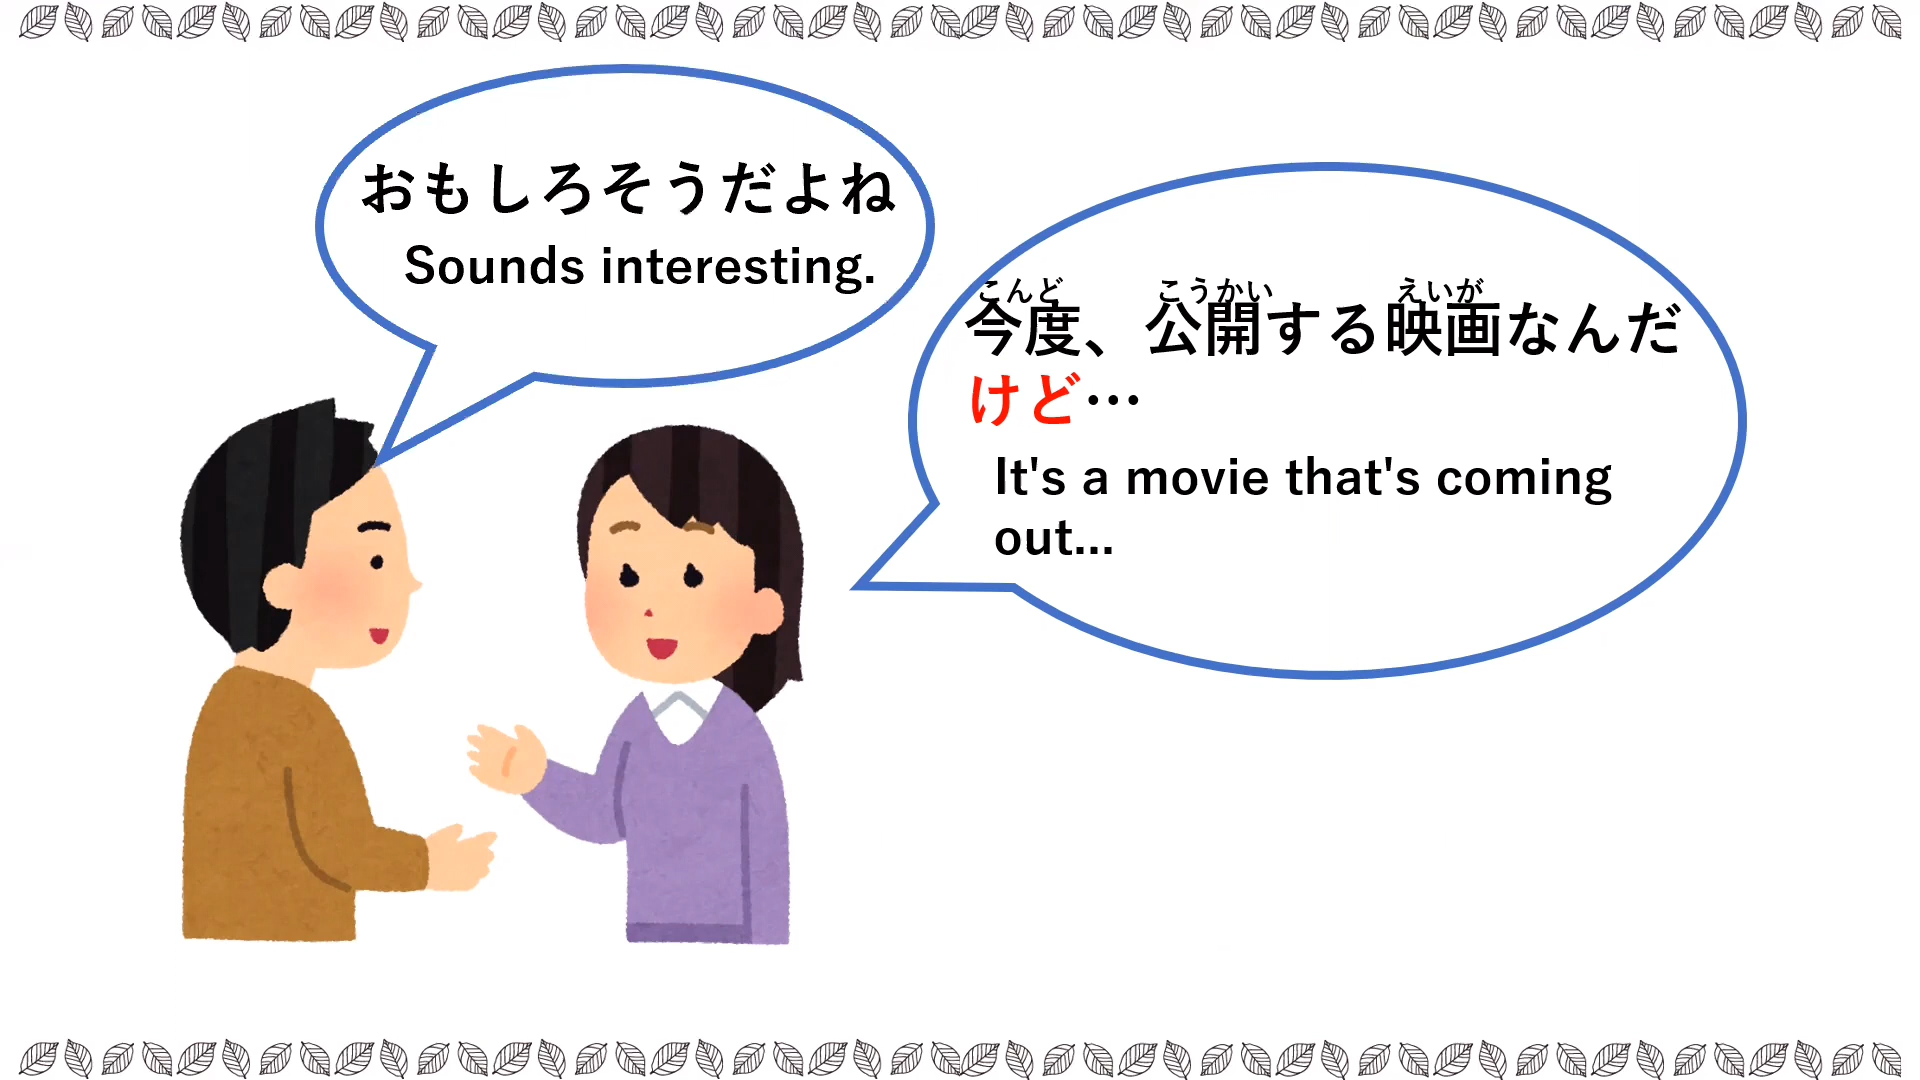 おもしろそうだよね
Sounds interesting.
こんど こうかい えいが
今度、公開する映画なんだ
けど…
It's a movie that's coming
out...